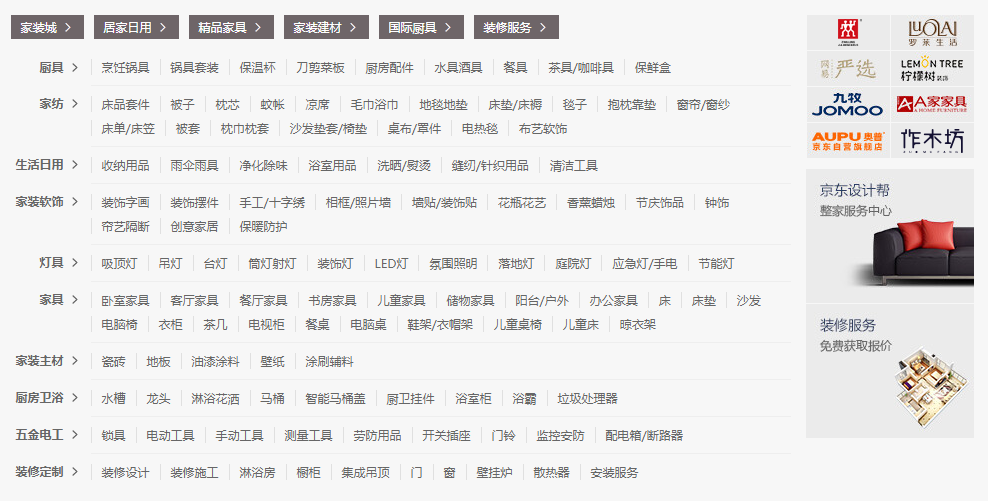 家装城 居家日用 精品家具 家装建材 国际厨具 装修服务
厨具 烹饪锅具 锅具套装 保温杯 刀剪菜板 厨房配件 水具酒具 餐具 茶具/咖啡具 保鲜盒
家纺 床品套件 被子 枕芯 蚊帐 凉席 毛巾浴巾 地毯地垫 床垫/床褥 毯子 抱枕靠垫 窗帘/窗纱
床单/床笠 被套 枕巾枕套 沙发垫套/椅垫 桌布/罩件 电热毯 布艺软饰
生活日用 收纳用品 雨伞雨具 净化除味 浴室用品 洗晒/熨烫 缝纫/针织用品 清洁工具
家装软饰 装饰字画 装饰摆件 手工/十字绣 相框/照片墙 墙贴/装饰贴 花瓶花艺 香薰蜡烛 节庆饰品 钟饰
帘艺隔断 创意家居 保暖防护
灯具 吸顶灯 吊灯 台灯 筒灯射灯 装饰灯 LED灯 氛围照明 落地灯 庭院灯 应急灯/手电 节能灯
家具 卧室家具 客厅家具 餐厅家具 书房家具 儿童家具 储物家具 阳台/户外 办公家具 床 床垫 沙发
电脑椅 衣柜 茶几 电视柜 餐桌 电脑桌 鞋架/衣帽架 儿童桌椅 儿童床 晾衣架
家装主材 瓷砖 地板 油漆涂料 壁纸 涂刷辅料
厨房卫浴 水槽 龙头 淋浴花洒 马桶 智能马桶盖 厨卫挂件 浴室柜 浴霸 垃圾处理器
五金电工 锁具 电动工具 手动工具 测量工具 劳防用品 开关插座 门铃 监控安防 配电箱/断路器
装修定制 装修设计 装修施工 淋浴房 橱柜 集成吊顶 门 窗 壁挂炉 散热器 安装服务
LUOLAI
罗莱生活
网易严选
LEMON TREE
柠檬树装饰
九牧
JOMOO
A家家具
A HOME FURNITURE
AUPU奥普
京东自营旗舰店
作木坊
ZUOMUFANG
京东设计帮
整家服务中心
装修服务
免费获取报价